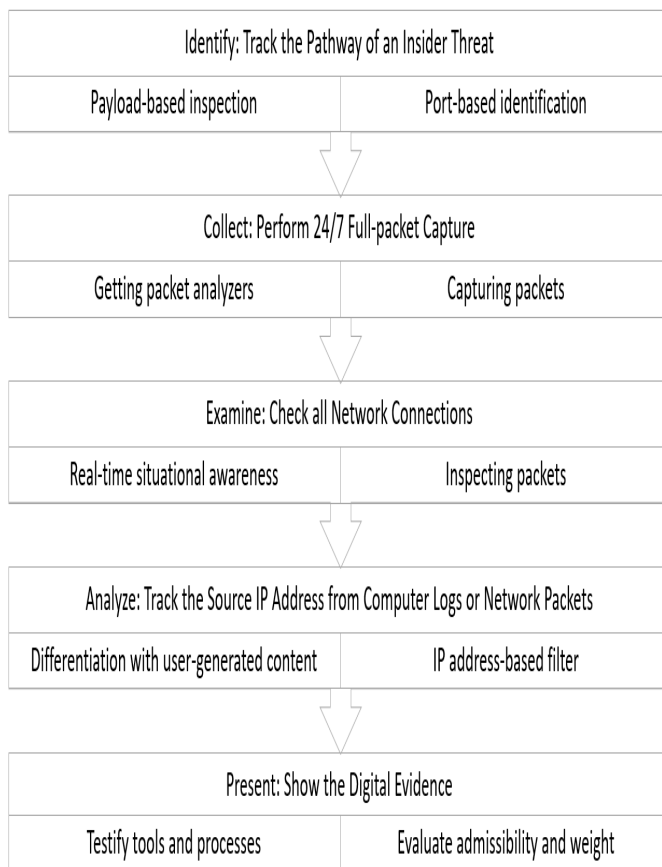 Identify: Track the Pathway of an Insider Threat
Payload-based inspection
Port-based identification
Collect: Perform 24/7 Full-packet Capture
Getting packet analyzers
Capturing packets
Examine: Check all Network Connections
Real-time situational awareness
Inspecting packets
Analyze: Track the Source IP Address from Computer Logs or Network Packets
Differentiation with user-generated content
IP address-based filter
Present: Show the Digital Evidence
Testify tools and processes
Evaluate admissibility and weight